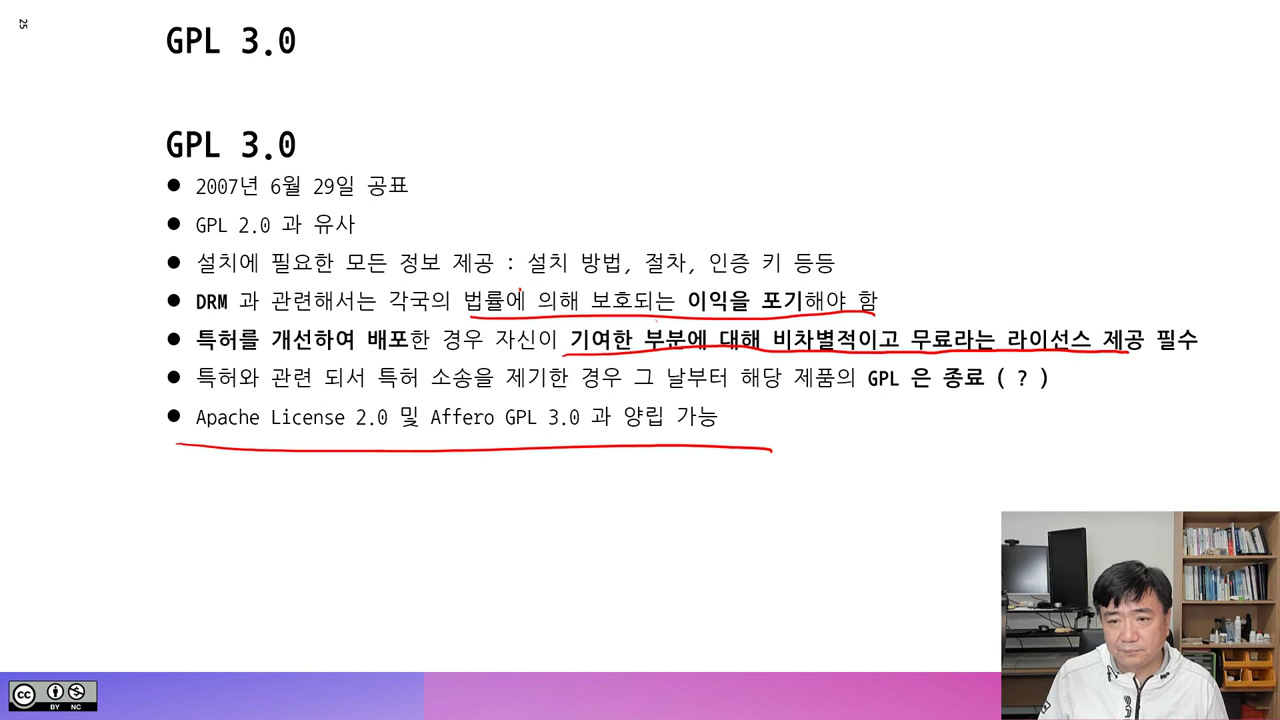 25
GPL 3.0
GPL 3.0
● 2007년 6월 29일 공표
● GPL 2.0 과 유사
● 설치에 필요한 모든 정보 제공 : 설치 방법, 절차, 인증 키 등등
● DRM 과 관련해서는 각국의 법률에 의해 보호되는 이익을 포기해야 함
● 특허를 개선하여 배포한 경우 자신이 기여한 부분에 대해 비차별적이고 무료라는 라이선스 제공 필수
● 특허와 관련 되서 특허 소송을 제기한 경우 그 날부터 해당 제품의 GPL 은 종료 ( ? )
● Apache License 2.0 및 Affero GPL 3.0 과 양립 가능
cc BY NC